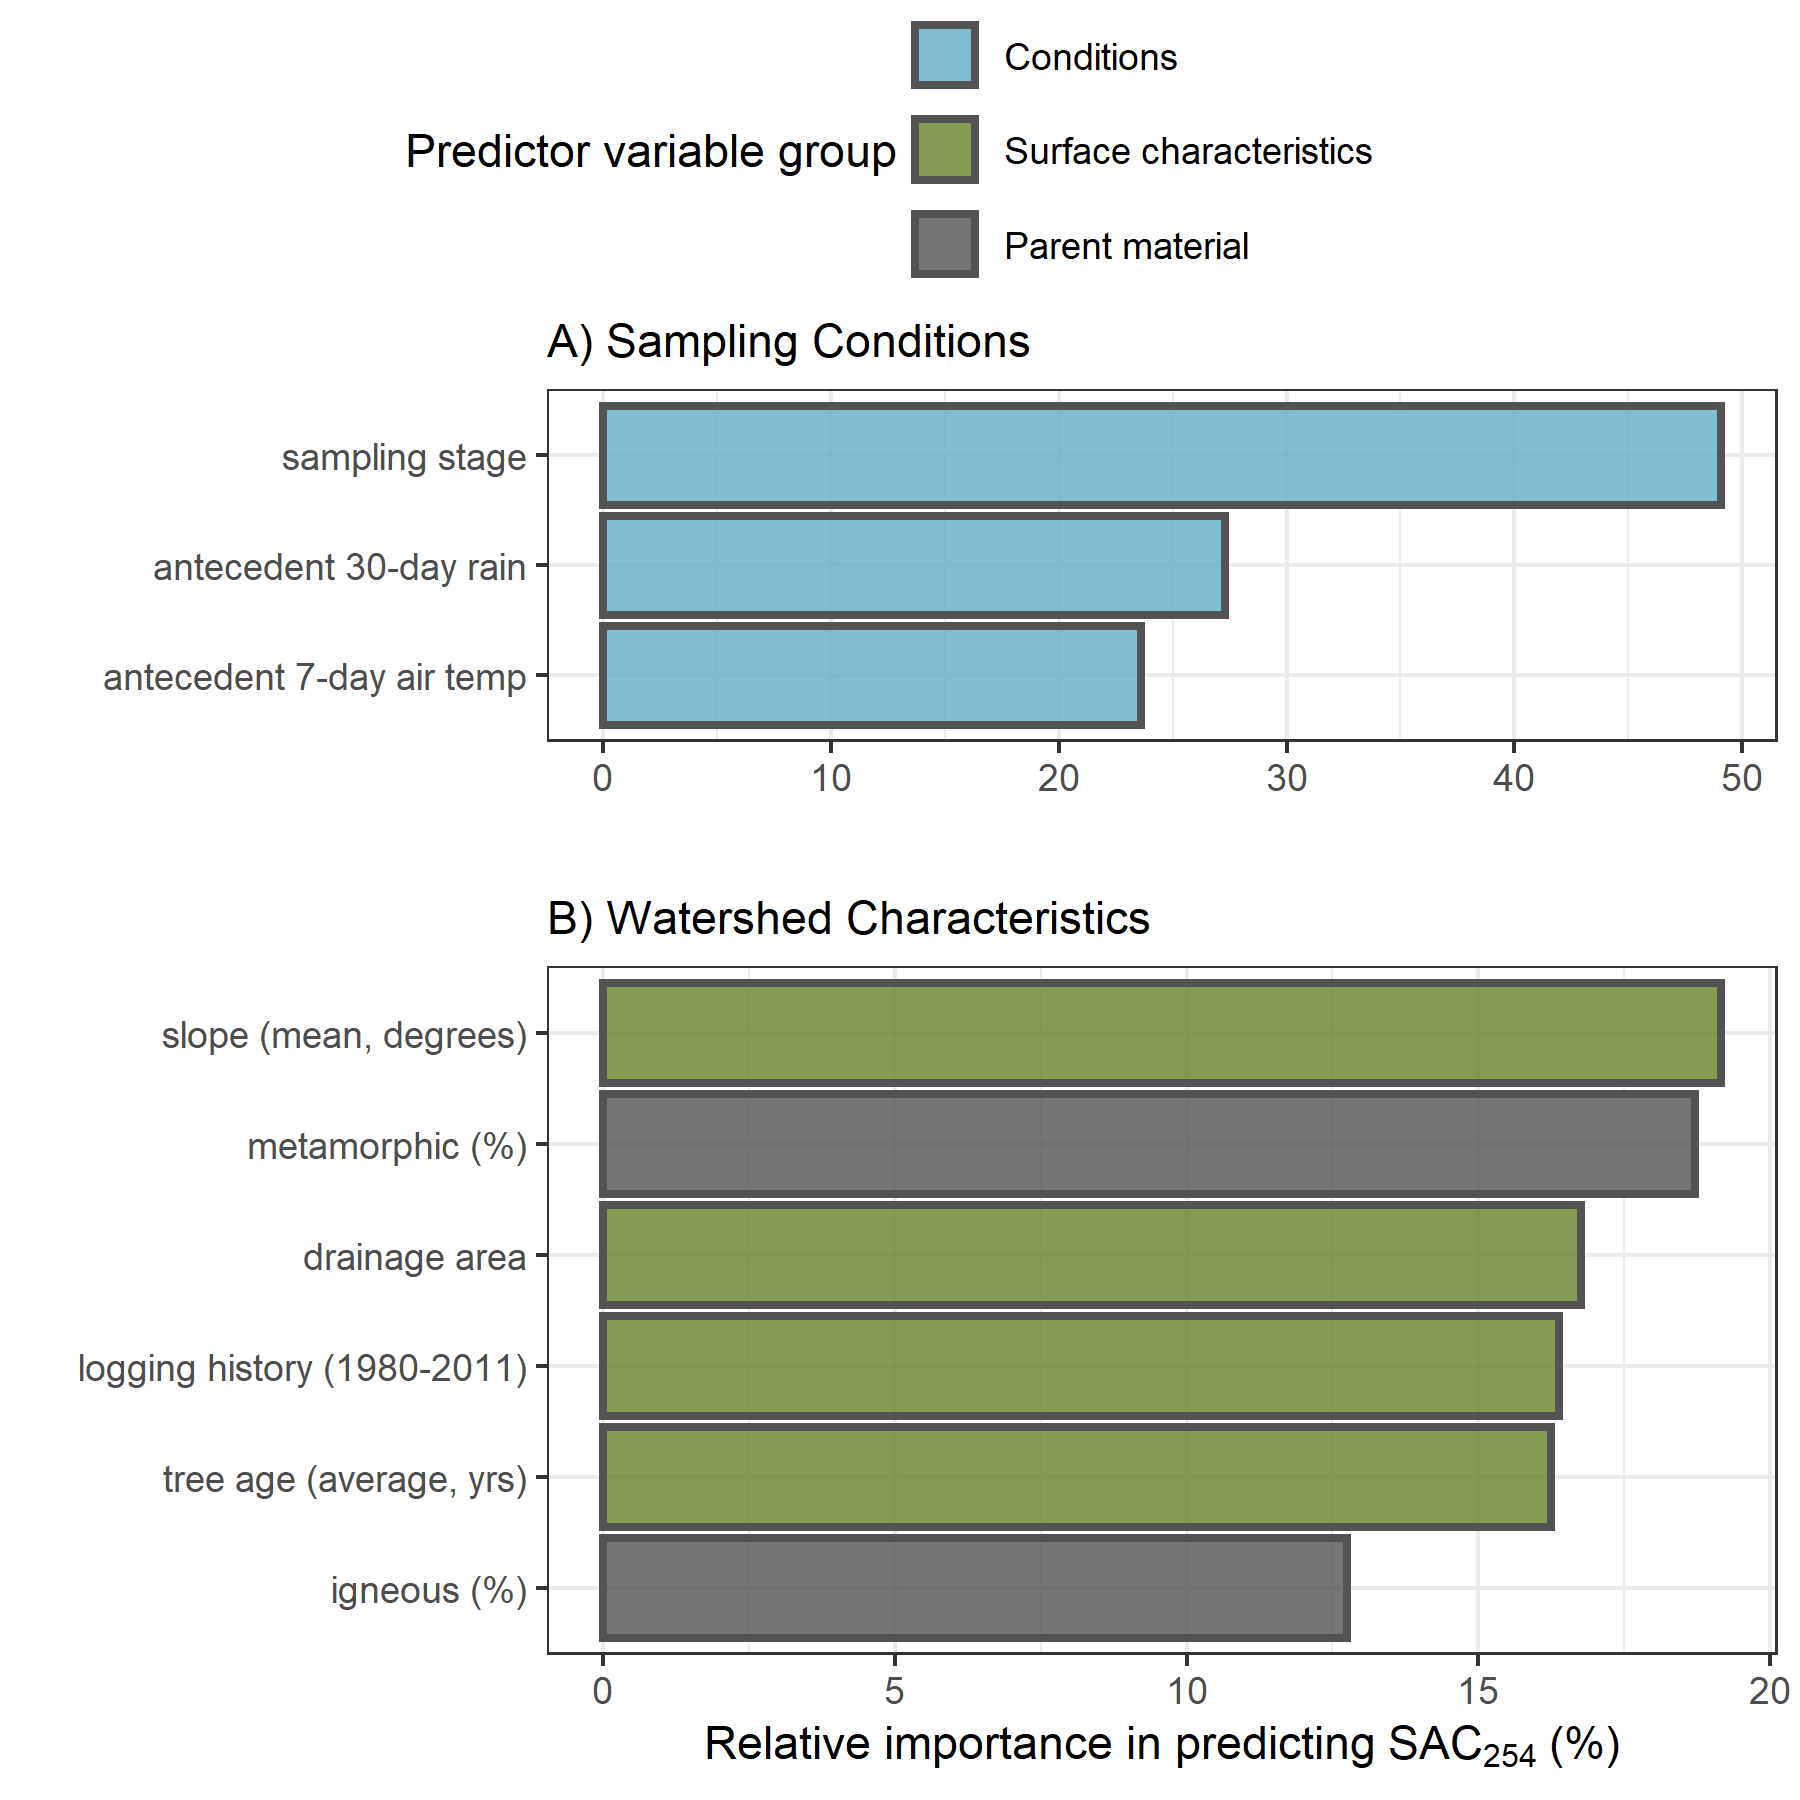 Conditions
Predictor variable group
Surface characteristics
Parent material
A) Sampling Conditions
sampling stage
antecedent 30-day rain
antecedent 7-day air temp
0 10 20 30 40 50
B) Watershed Characteristics
slope (mean, degrees)
metamorphic (%)
drainage area
logging history (1980-2011)
tree age (average, yrs)
igneous (%)
0 5 10 15 20
Relative importance in predicting SAC₂₅₄ (%)